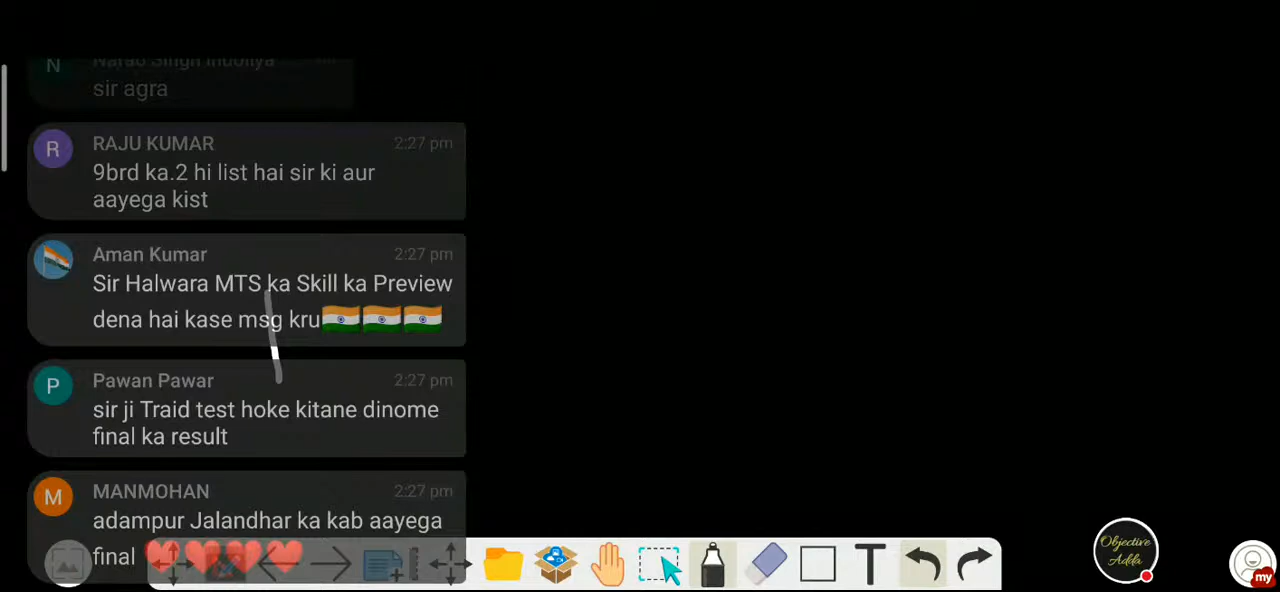 N
Narad Singh Indoliya
sir agra
R
RAJU KUMAR 2:27 pm
9brd ka.2 hi list hai sir ki aur
aayega kist
Aman Kumar 2:27 pm
Sir Halwara MTS ka Skill ka Preview
dena hai kase msg kru🇮🇳🇮🇳🇮🇳
P
Pawan Pawar 2:27 pm
sir ji Traid test hoke kitane dinome
final ka result
M
MANMOHAN 2:27 pm
adampur Jalandhar ka kab aayega
final ❤️❤️❤️❤️
T
Objective
Adda
my